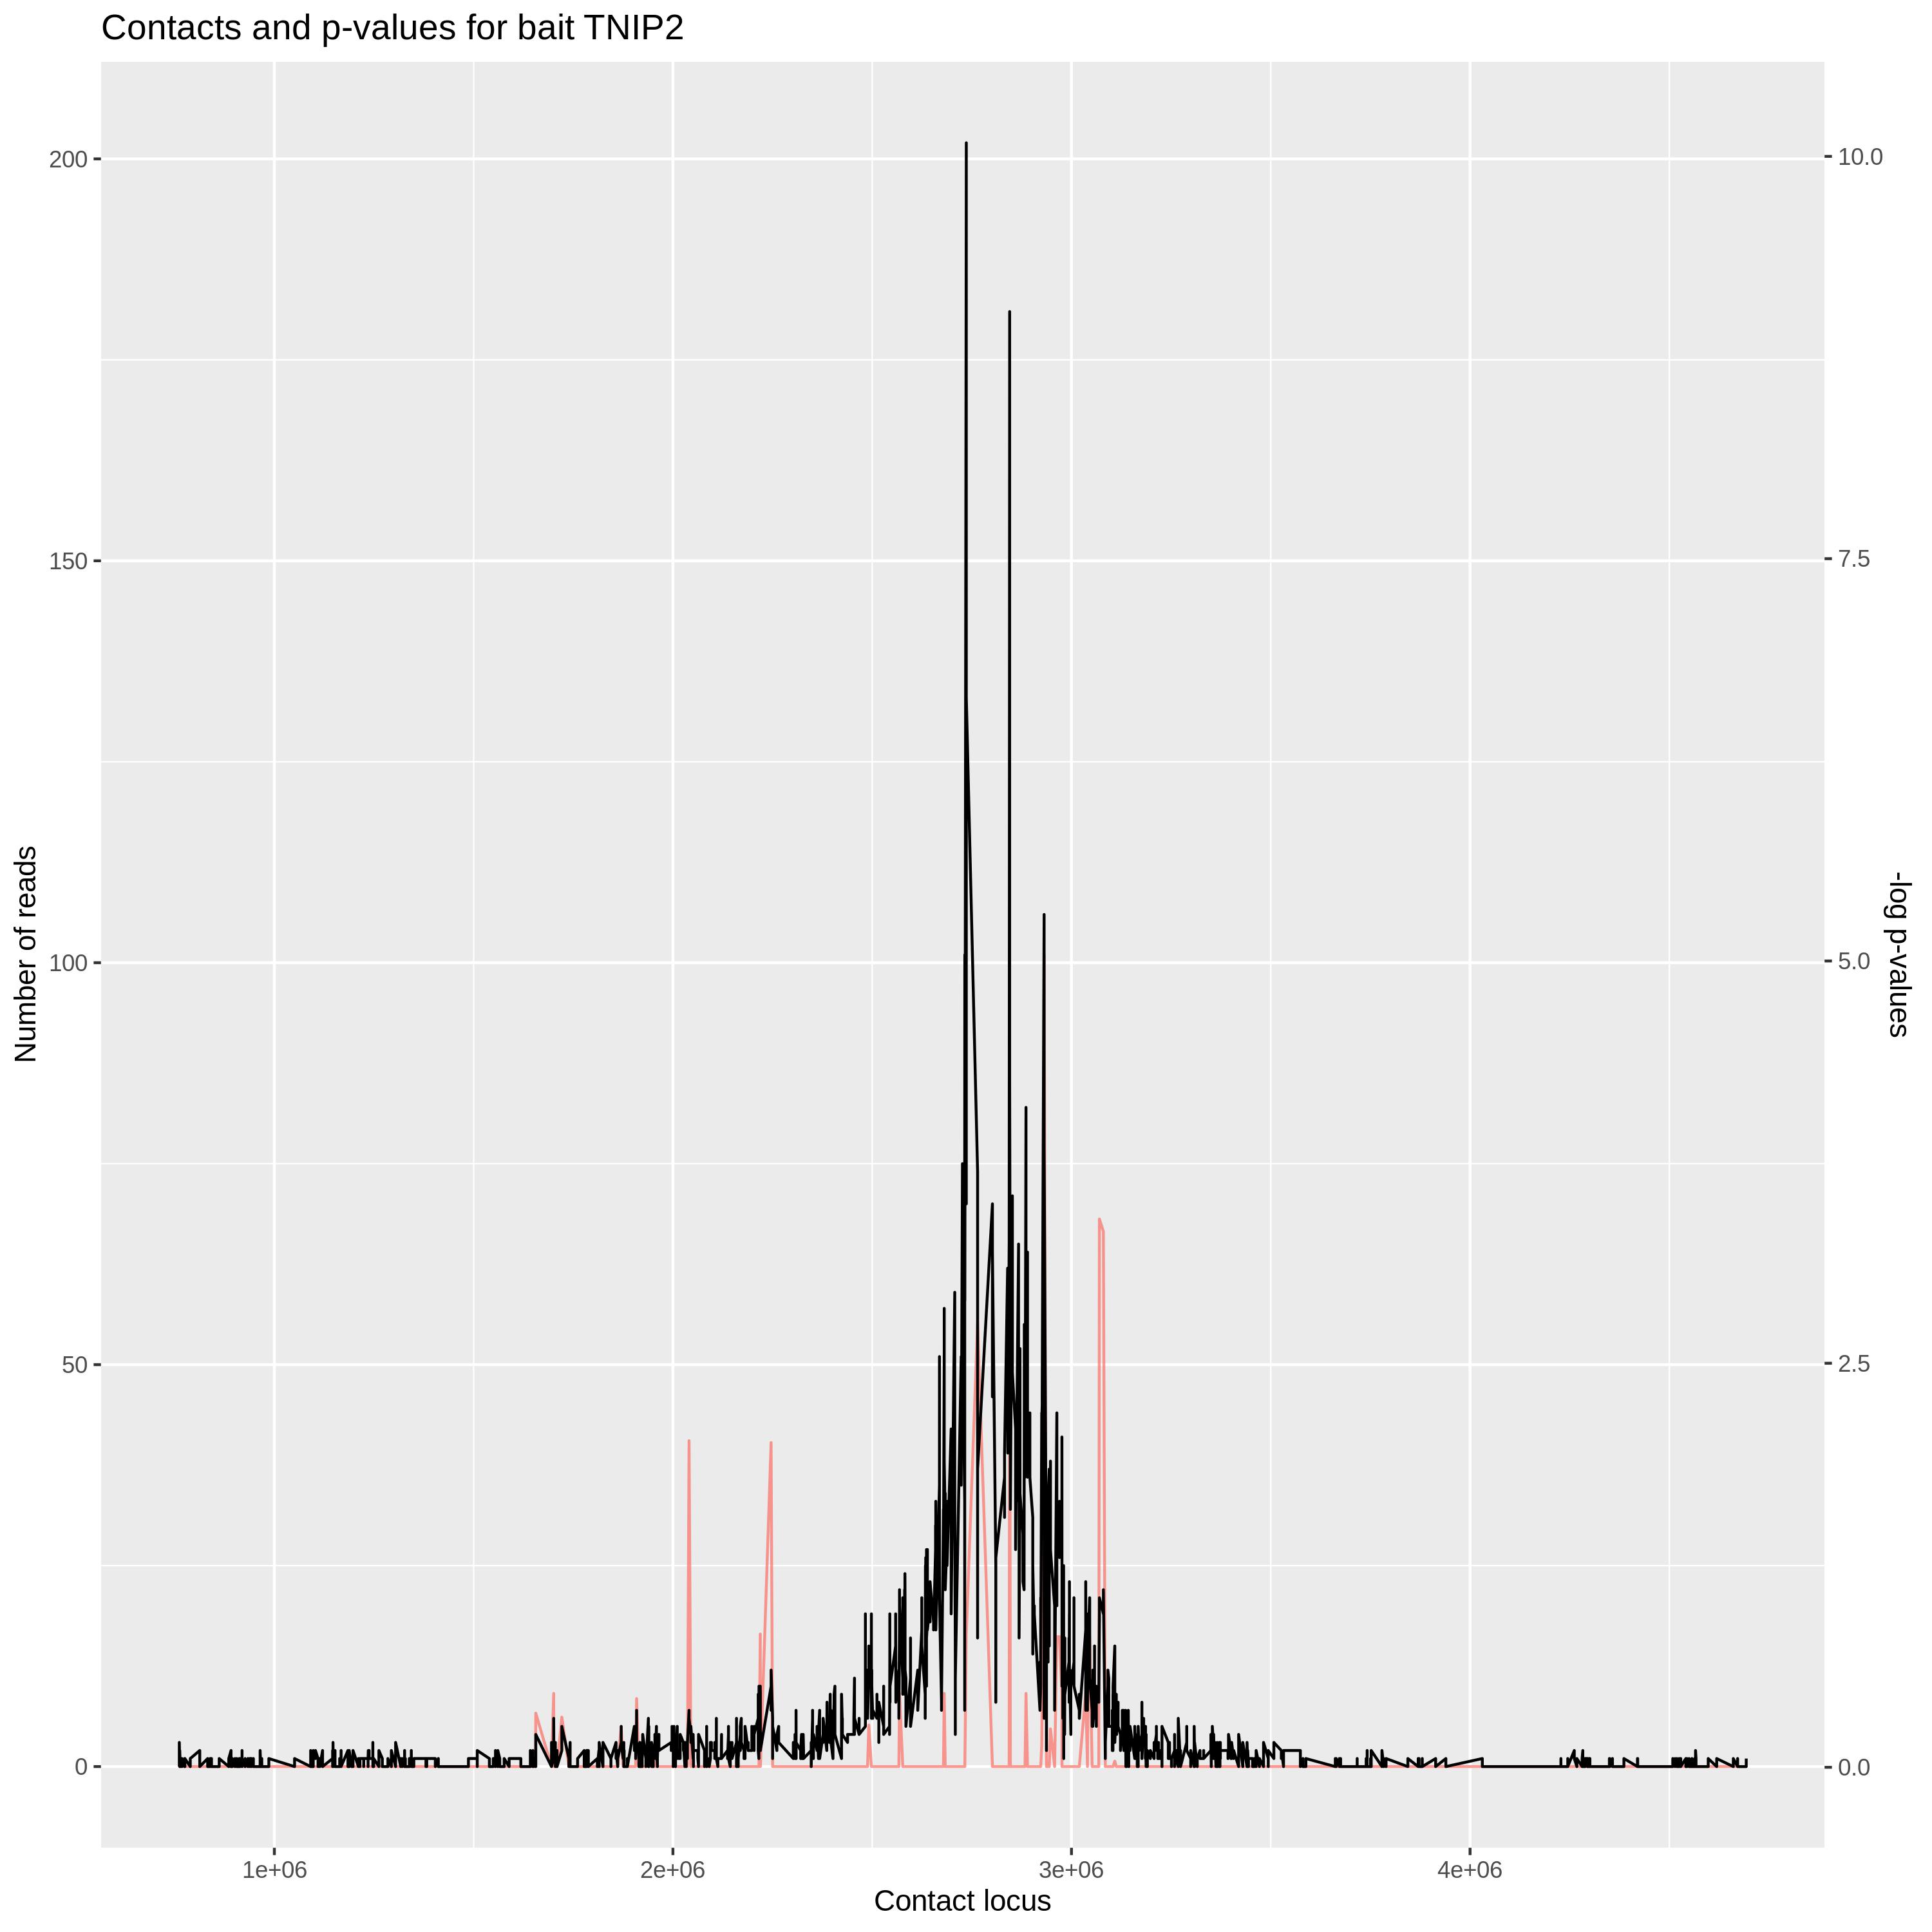 Contacts and p-values for bait TNIP2
200
150
100
50
0
10.0
7.5
5.0
2.5
0.0
Number of reads
-log p-values
1e+06
2e+06
3e+06
4e+06
Contact locus